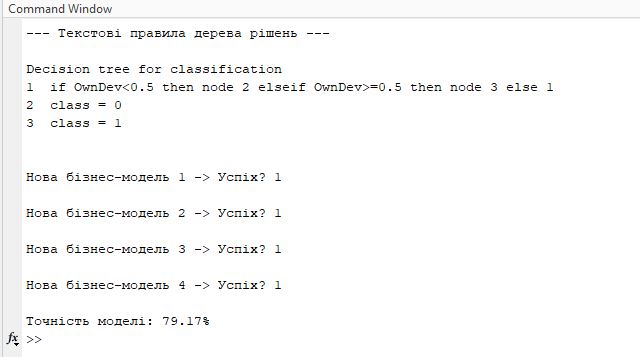 Command Window
--- Текстові правила дерева рішень ---
Decision tree for classification
1  if OwnDev<0.5 then node 2 elseif OwnDev>=0.5 then node 3 else 1
2  class = 0
3  class = 1
Нова бізнес-модель 1 -> Успіх? 1
Нова бізнес-модель 2 -> Успіх? 1
Нова бізнес-модель 3 -> Успіх? 1
Нова бізнес-модель 4 -> Успіх? 1
Точність моделі: 79.17%
fx >>